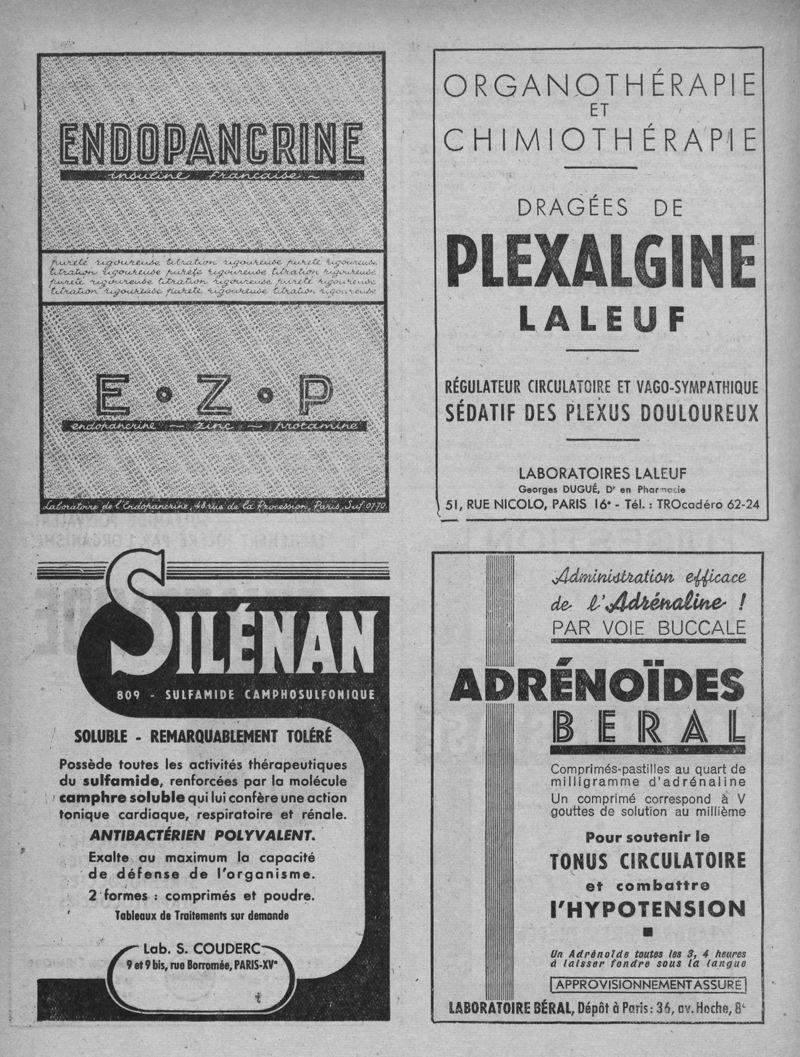 ENDOPANCRINE
insuline française
pureté rigoureuse titration rigoureuse pureté rigoureuse
titration rigoureuse pureté rigoureuse titration rigoureuse
pureté rigoureuse titration rigoureuse pureté rigoureuse
titration rigoureuse pureté rigoureuse titration rigoureuse
E • Z • P
endopancrine — zinc — protamine
Laboratoire de l'Endopancrine, 48, rue de la Procession, Paris, Suf. 07-70.
ORGANOTHÉRAPIE
ET
CHIMIOTHÉRAPIE
DRAGÉES DE
PLEXALGINE
LALEUF
RÉGULATEUR CIRCULATOIRE ET VAGO-SYMPATHIQUE
SÉDATIF DES PLEXUS DOULOUREUX
LABORATOIRES LALEUF
Georges DUGUÉ, Dr en Pharmacie
51, RUE NICOLO, PARIS 16e - Tél. : TROcadéro 62-24
SILÉNAN
809 - SULFAMIDE CAMPHOSULFONIQUE
SOLUBLE - REMARQUABLEMENT TOLÉRÉ
Possède toutes les activités thérapeutiques
du sulfamide, renforcées par la molécule
camphre soluble qui lui confère une action
tonique cardiaque, respiratoire et rénale.
ANTIBACTÉRIEN POLYVALENT.
Exalte au maximum la capacité
de défense de l'organisme.
2 formes : comprimés et poudre.
Tableaux de Traitements sur demande
Lab. S. COUDERC
9 et 9 bis, rue Borromée, PARIS-XVe
Administration efficace
de l'Adrénaline !
PAR VOIE BUCCALE
ADRÉNOÏDES
BERAL
Comprimés-pastilles au quart de
milligramme d'adrénaline
Un comprimé correspond à V
gouttes de solution au millième
Pour soutenir le
TONUS CIRCULATOIRE
et combattre
l'HYPOTENSION
Un Adrénoïde toutes les 3, 4 heures
à laisser fondre sous la langue
APPROVISIONNEMENT ASSURÉ
LABORATOIRE BÉRAL, Dépôt à Paris : 36, av. Hoche, 8e